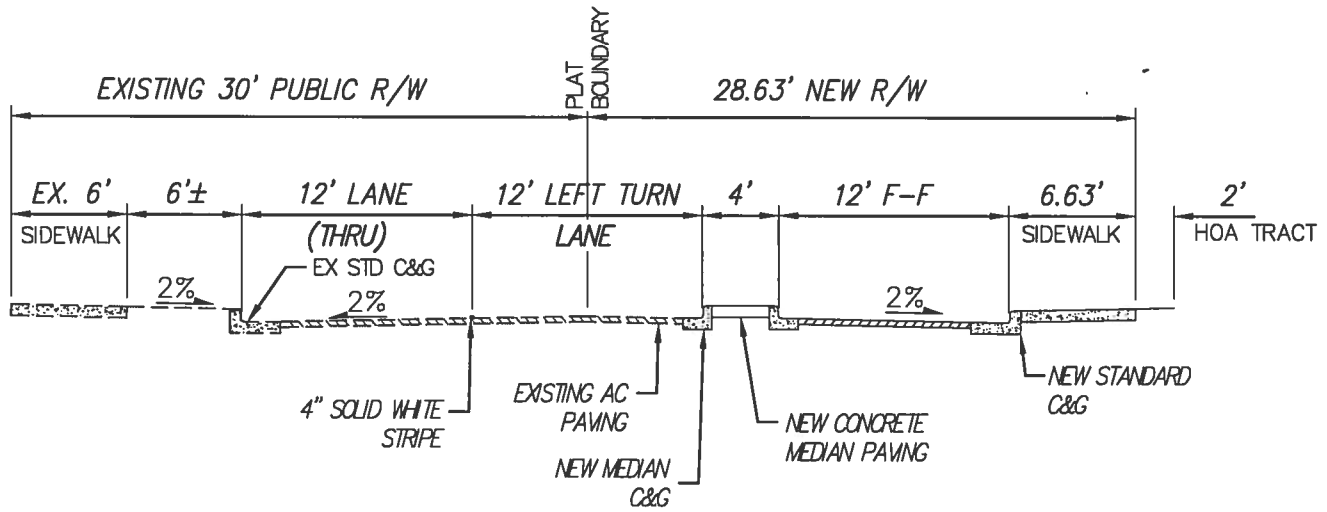 EXISTING 30' PUBLIC R/W
PLAT
BOUNDARY
28.63' NEW R/W
EX. 6'
SIDEWALK
6'±
12' LANE
(THRU)
12' LEFT TURN
LANE
4'
12' F-F
6.63'
SIDEWALK
2'
HOA TRACT
EX STD C&G
2%
2%
2%
4" SOLID WHITE
STRIPE
EXISTING AC
PAVING
NEW MEDIAN
C&G
NEW CONCRETE
MEDIAN PAVING
NEW STANDARD
C&G